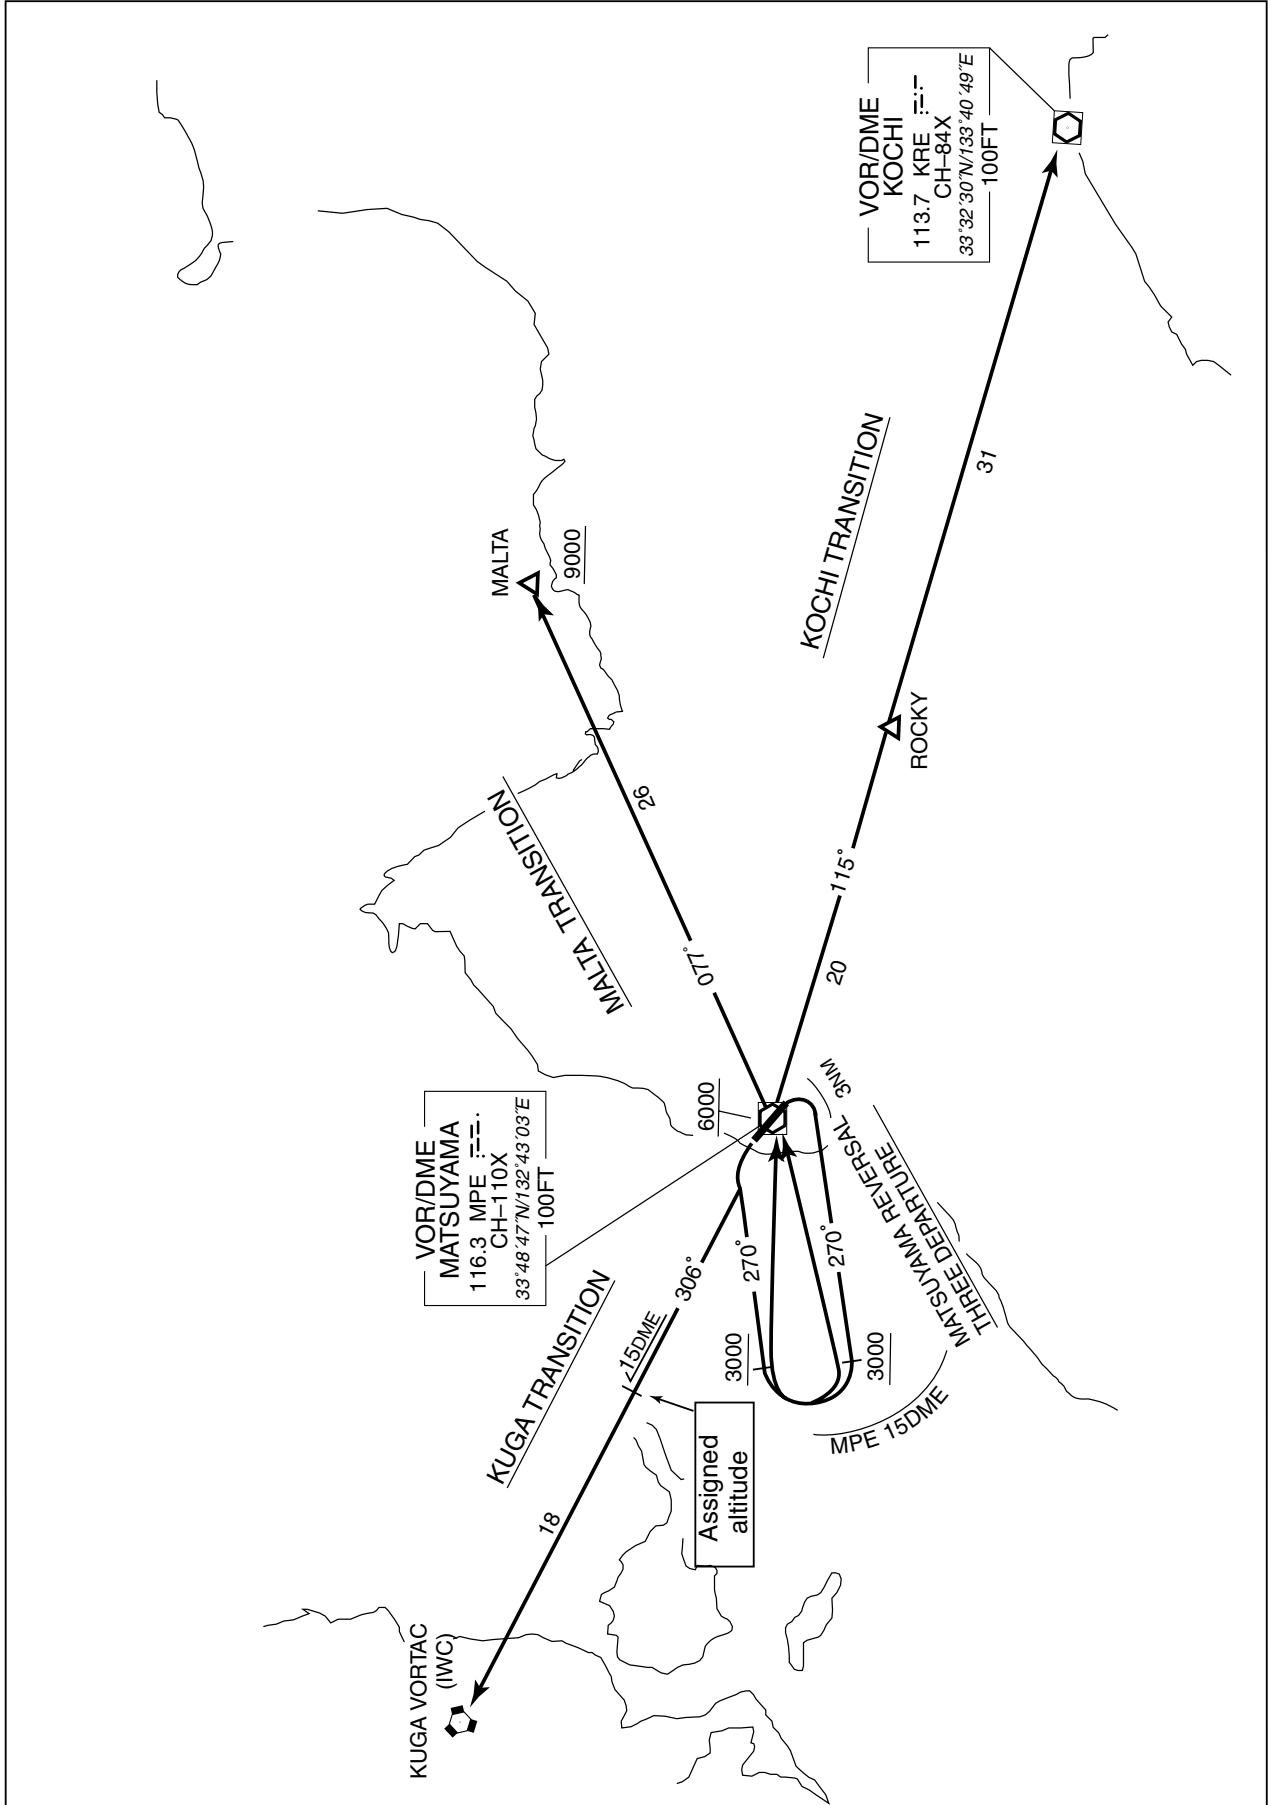 KUGA VORTAC
(IWC)
18
KUGA TRANSITION
15DME
306°
Assigned
altitude
VOR/DME
MATSUYAMA
116.3 MPE
CH–110X
33°48′47″N/132°43′03″E
100FT
6000
270°
3000
270°
3000
MPE 15DME
MATSUYAMA REVERSAL
THREE DEPARTURE
3NM
MALTA TRANSITION
077°
26
MALTA
9000
20
115°
ROCKY
KOCHI TRANSITION
31
VOR/DME
KOCHI
113.7 KRE
CH–84X
33°32′30″N/133°40′49″E
100FT